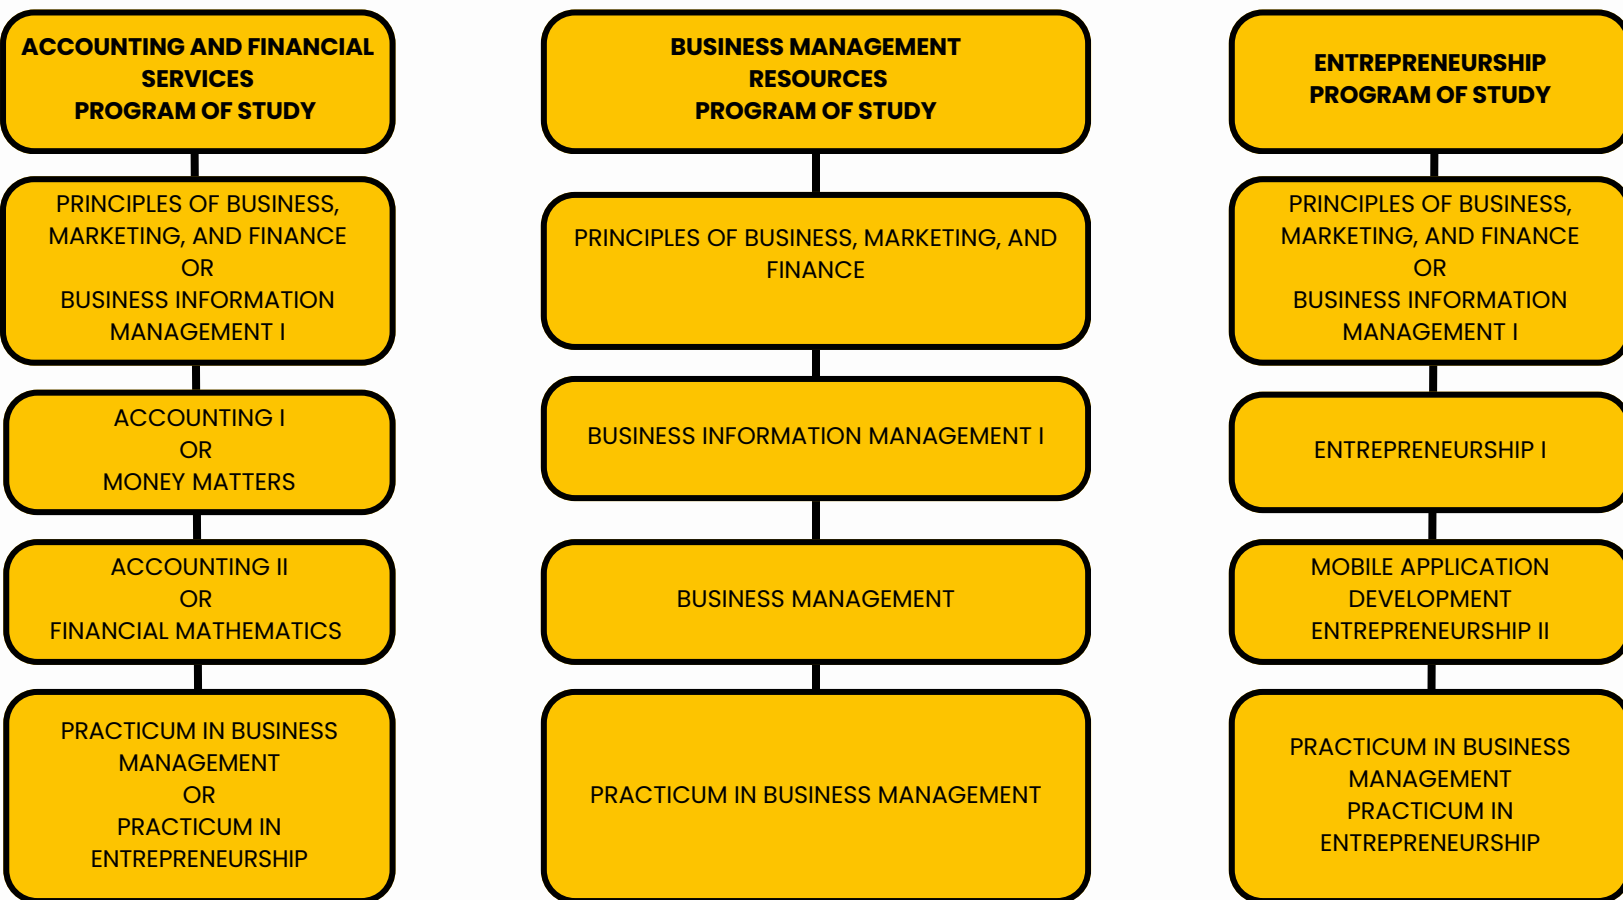 ACCOUNTING AND FINANCIAL
SERVICES
PROGRAM OF STUDY
PRINCIPLES OF BUSINESS,
MARKETING, AND FINANCE
OR
BUSINESS INFORMATION
MANAGEMENT I
ACCOUNTING I
OR
MONEY MATTERS
ACCOUNTING II
OR
FINANCIAL MATHEMATICS
PRACTICUM IN BUSINESS
MANAGEMENT
OR
PRACTICUM IN
ENTREPRENEURSHIP
BUSINESS MANAGEMENT
RESOURCES
PROGRAM OF STUDY
PRINCIPLES OF BUSINESS, MARKETING, AND
FINANCE
BUSINESS INFORMATION MANAGEMENT I
BUSINESS MANAGEMENT
PRACTICUM IN BUSINESS MANAGEMENT
ENTREPRENEURSHIP
PROGRAM OF STUDY
PRINCIPLES OF BUSINESS,
MARKETING, AND FINANCE
OR
BUSINESS INFORMATION
MANAGEMENT I
ENTREPRENEURSHIP I
MOBILE APPLICATION
DEVELOPMENT
ENTREPRENEURSHIP II
PRACTICUM IN BUSINESS
MANAGEMENT
PRACTICUM IN
ENTREPRENEURSHIP